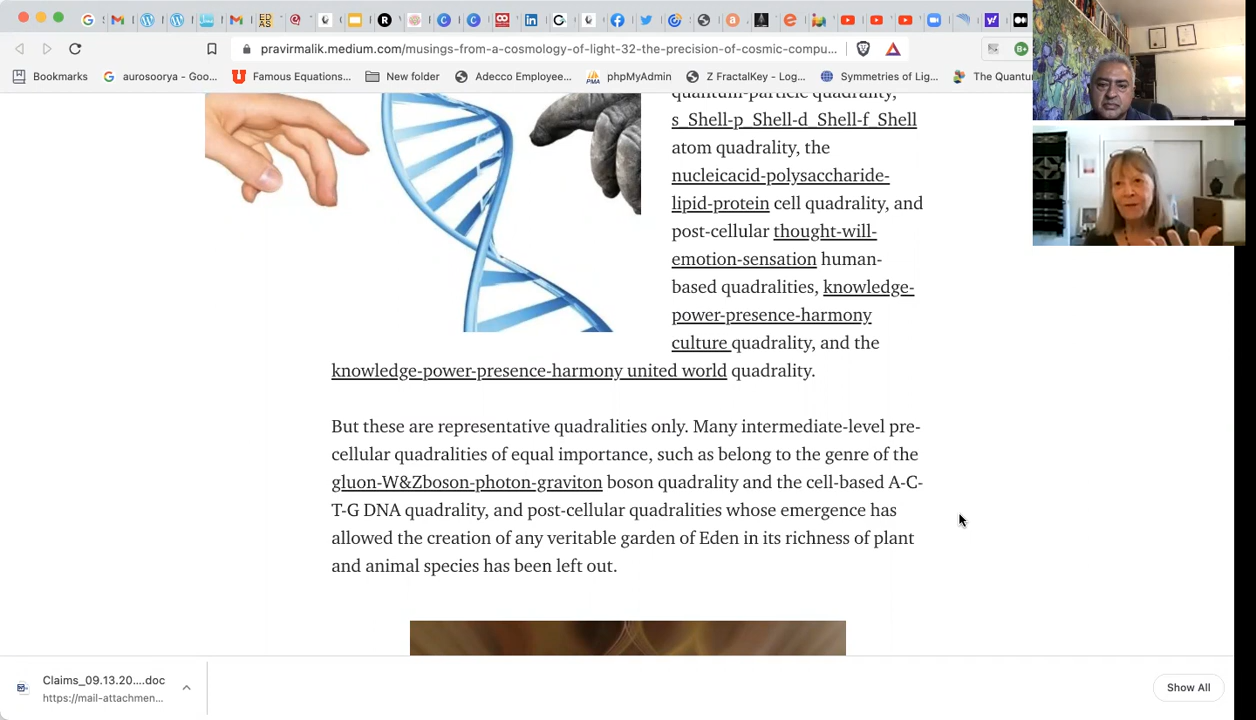 pravirmalik.medium.com/musings-from-a-cosmology-of-light-32-the-precision-of-cosmic-compu...
Bookmarks
aurosoorya - Goo...
Famous Equations...
New folder
Adecco Employee...
phpMyAdmin
Z FractalKey - Log...
Symmetries of Lig...
The Quantu
quantum-particle quadrality,
s_Shell-p_Shell-d_Shell-f_Shell
atom quadrality, the
nucleicacid-polysaccharide-
lipid-protein cell quadrality, and
post-cellular thought-will-
emotion-sensation human-
based quadralities, knowledge-
power-presence-harmony
culture quadrality, and the
knowledge-power-presence-harmony united world quadrality.
But these are representative quadralities only. Many intermediate-level pre-
cellular quadralities of equal importance, such as belong to the genre of the
gluon-W&Zboson-photon-graviton boson quadrality and the cell-based A-C-
T-G DNA quadrality, and post-cellular quadralities whose emergence has
allowed the creation of any veritable garden of Eden in its richness of plant
and animal species has been left out.
Claims_09.13.20....doc
https://mail-attachmen...
Show All